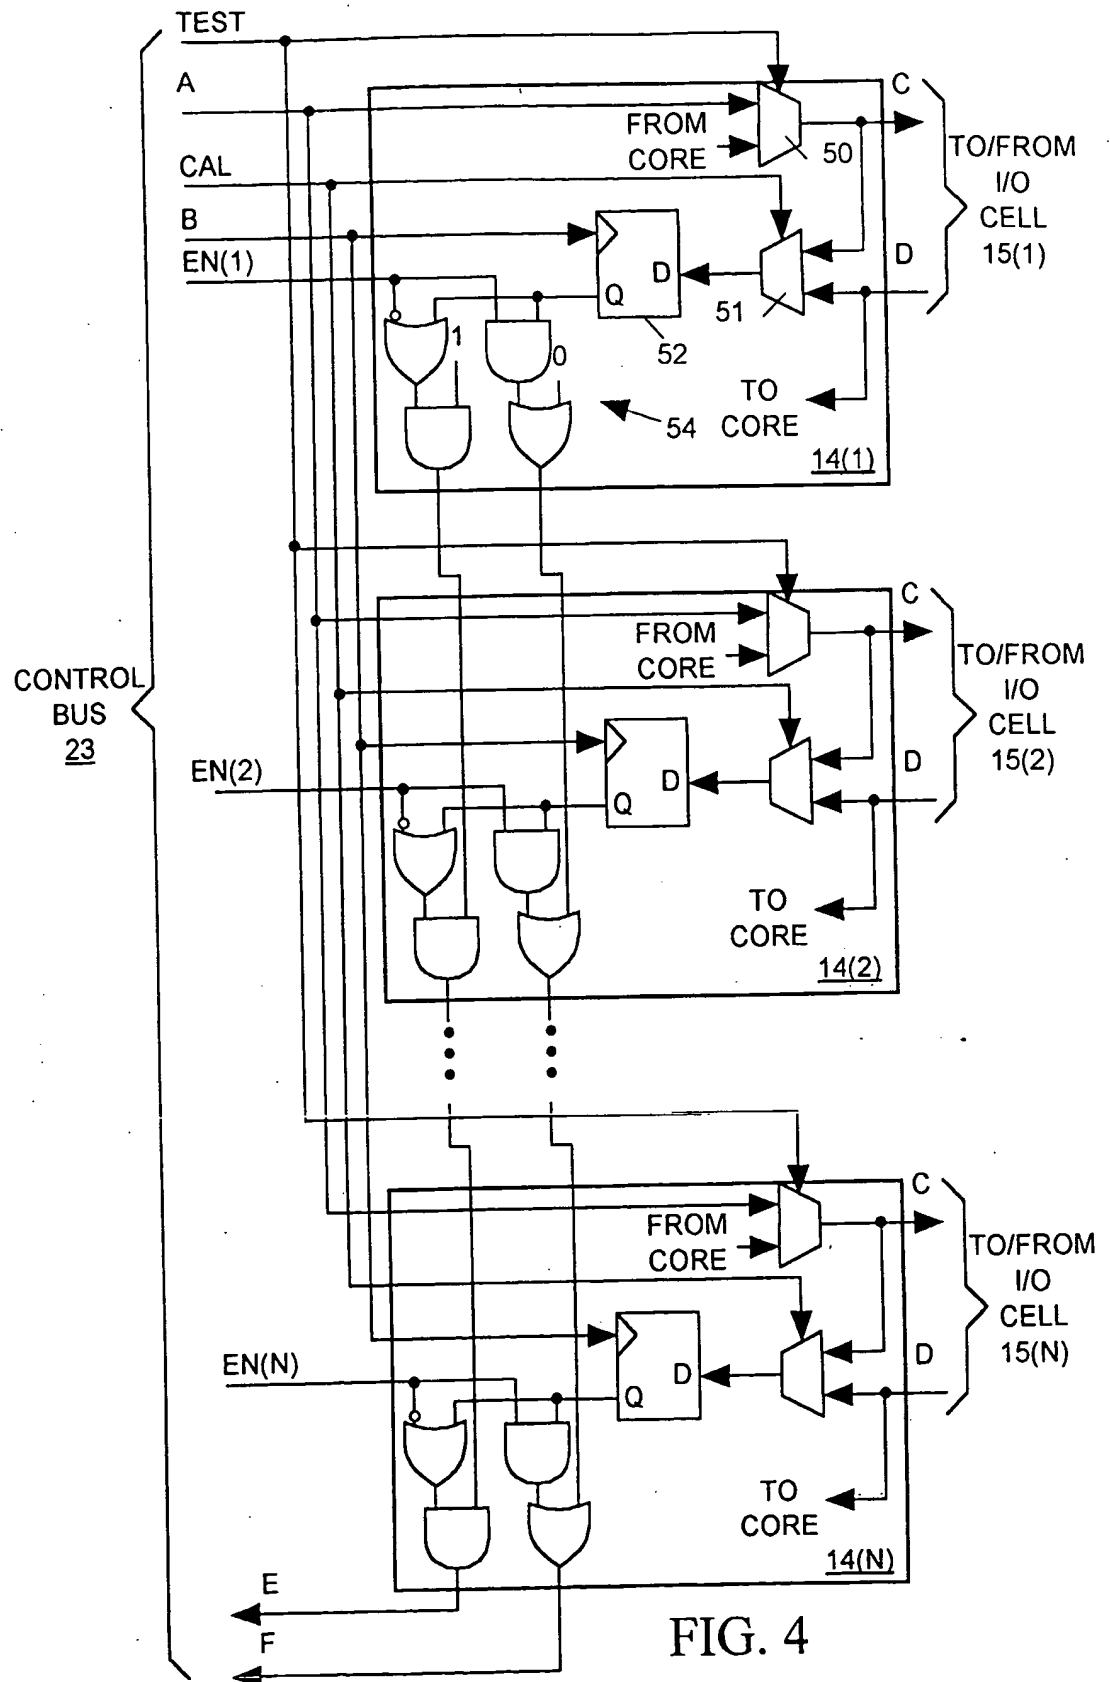 TEST
A
CAL
B
EN(1)
FROM
CORE
50
C
TO/FROM
I/O
CELL
15(1)
D
D
Q
52
51
1
0
54
TO
CORE
14(1)
CONTROL
BUS
23
EN(2)
FROM
CORE
C
TO/FROM
I/O
CELL
15(2)
D
D
Q
TO
CORE
14(2)
EN(N)
FROM
CORE
C
TO/FROM
I/O
CELL
15(N)
D
D
Q
TO
CORE
14(N)
E
F
FIG. 4